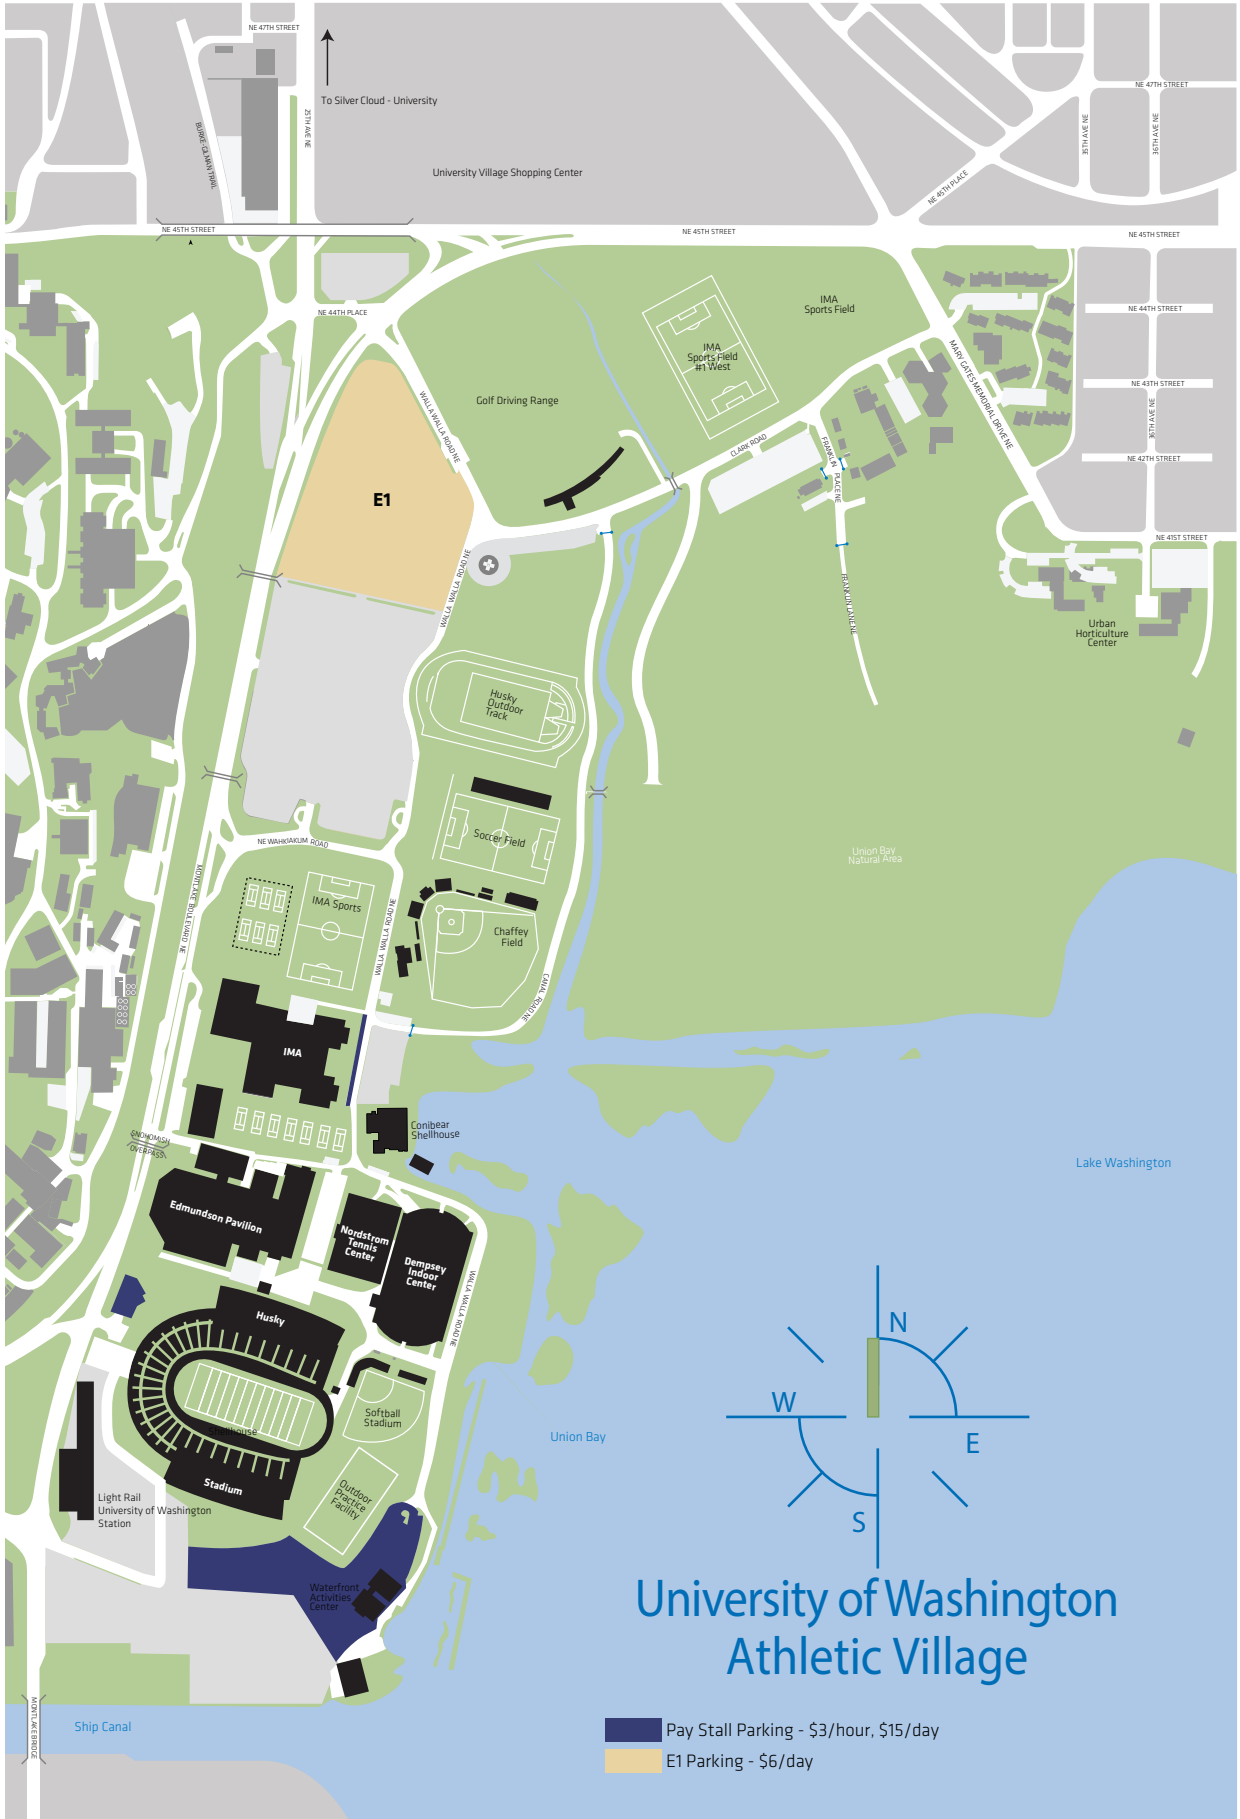 NE 47TH STREET
To Silver Cloud - University
25TH AVE NE
BURKE-GILMAN TRAIL
University Village Shopping Center
NE 47TH STREET
35TH AVE NE
36TH AVE NE
NE 45TH PLACE
NE 45TH STREET
NE 45TH STREET
NE 45TH STREET
NE 44TH PLACE
IMA
Sports Field
IMA
Sports Field
#1 West
NE 44TH STREET
MARY GATES MEMORIAL DRIVE NE
NE 43TH STREET
36TH AVE NE
NE 42TH STREET
WALLA WALLA ROAD NE
Golf Driving Range
CLARK ROAD
FRANKLIN
PLACE NE
E1
NE 41ST STREET
WALLA WALLA ROAD NE
FRANKLIN LANE NE
Urban
Horticulture
Center
Husky
Outdoor
Track
Soccer Field
NE WAHKIAKUM ROAD
Union Bay
Natural Area
MONTLAKE BOULEVARD NE
IMA Sports
WALLA WALLA ROAD NE
Chaffey
Field
CANAL ROAD NE
IMA
Conibear
Shellhouse
SNOHOMISH
OVERPASS
Lake Washington
Edmundson Pavilion
Nordstrom
Tennis
Center
Dempsey
Indoor
Center
WALLA WALLA ROAD NE
Husky
N
W
E
S
Softball
Stadium
Shellhouse
Union Bay
Stadium
Outdoor
Practice
Facility
Light Rail
University of Washington
Station
Waterfront
Activities
Center
University of Washington
Athletic Village
MONTLAKE BRIDGE
Ship Canal
Pay Stall Parking - $3/hour, $15/day
E1 Parking - $6/day